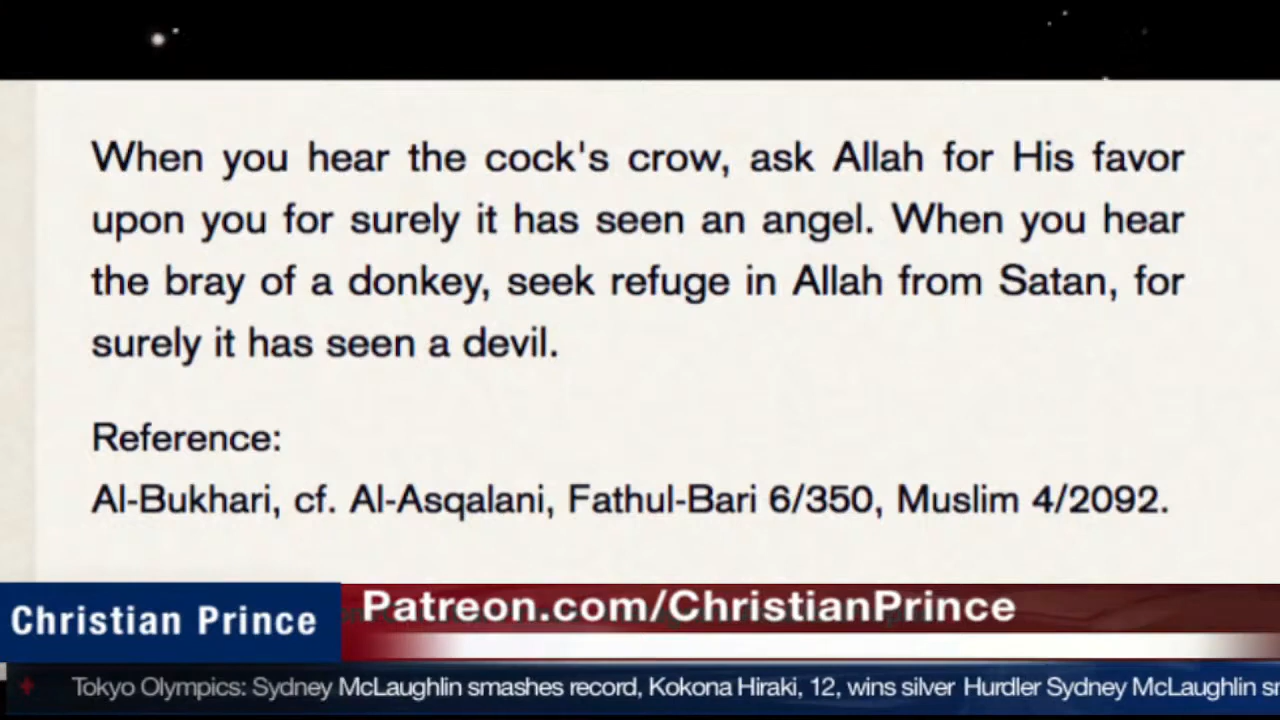 When you hear the cock's crow, ask Allah for His favor
upon you for surely it has seen an angel. When you hear
the bray of a donkey, seek refuge in Allah from Satan, for
surely it has seen a devil.
Reference:
Al-Bukhari, cf. Al-Asqalani, Fathul-Bari 6/350, Muslim 4/2092.
Christian Prince
Patreon.com/ChristianPrince
Tokyo Olympics: Sydney McLaughlin smashes record, Kokona Hiraki, 12, wins silver Hurdler Sydney McLaughlin